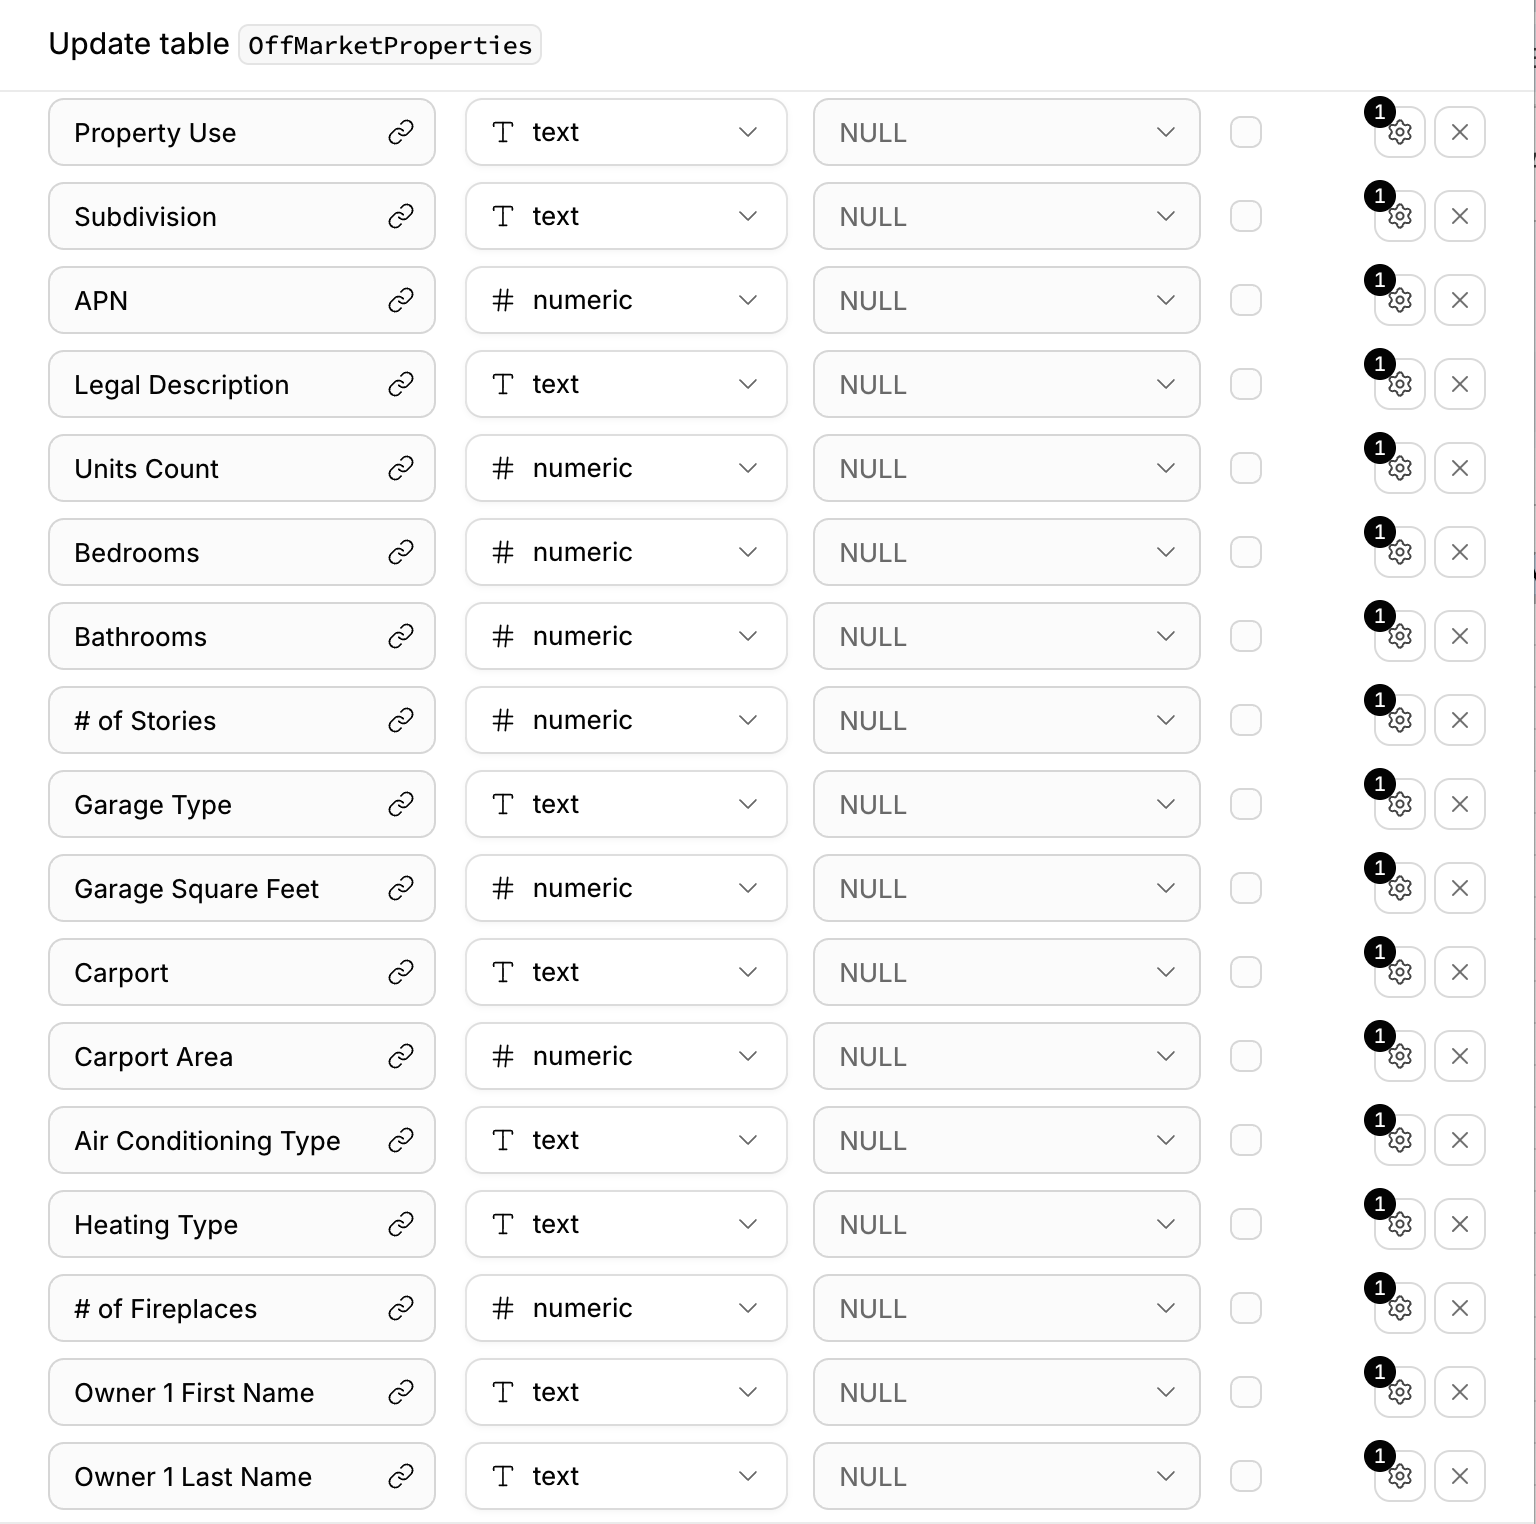 Update table OffMarketProperties
Property Use text NULL 1
Subdivision text NULL 1
APN numeric NULL 1
Legal Description text NULL 1
Units Count numeric NULL 1
Bedrooms numeric NULL 1
Bathrooms numeric NULL 1
# of Stories numeric NULL 1
Garage Type text NULL 1
Garage Square Feet numeric NULL 1
Carport text NULL 1
Carport Area numeric NULL 1
Air Conditioning Type text NULL 1
Heating Type text NULL 1
# of Fireplaces numeric NULL 1
Owner 1 First Name text NULL 1
Owner 1 Last Name text NULL 1